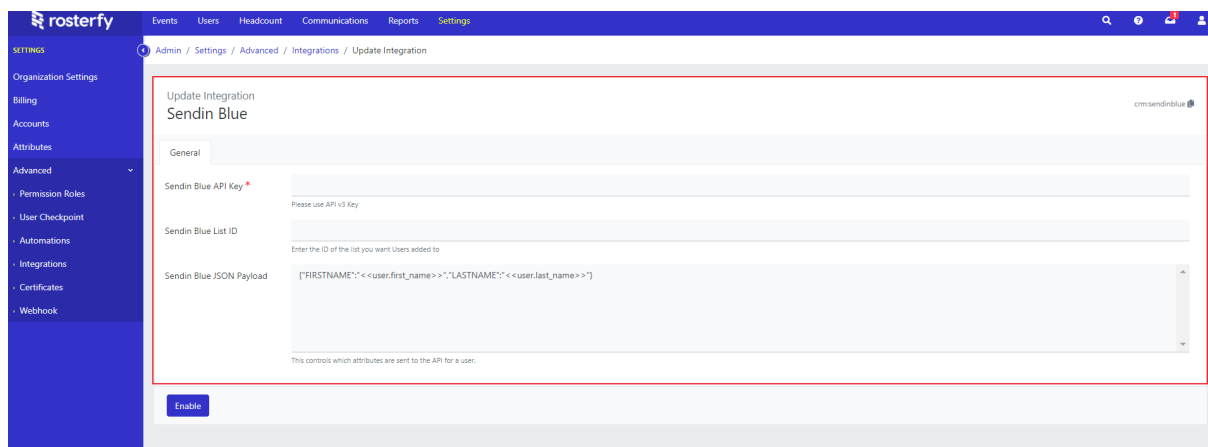 rosterfy
Events Users Headcount Communications Reports Settings
1
SETTINGS
Admin / Settings / Advanced / Integrations / Update Integration
Organization Settings
Billing
Accounts
Attributes
Advanced
Permission Roles
User Checkpoint
Automations
Integrations
Certificates
Webhook
Update Integration
Sendin Blue
crm:sendinblue
General
Sendin Blue API Key *
Please use API v3 Key
Sendin Blue List ID
Enter the ID of the list you want Users added to
Sendin Blue JSON Payload
{"FIRSTNAME":"<<user.first_name>>","LASTNAME":"<<user.last_name>>"}
This controls which attributes are sent to the API for a user.
Enable